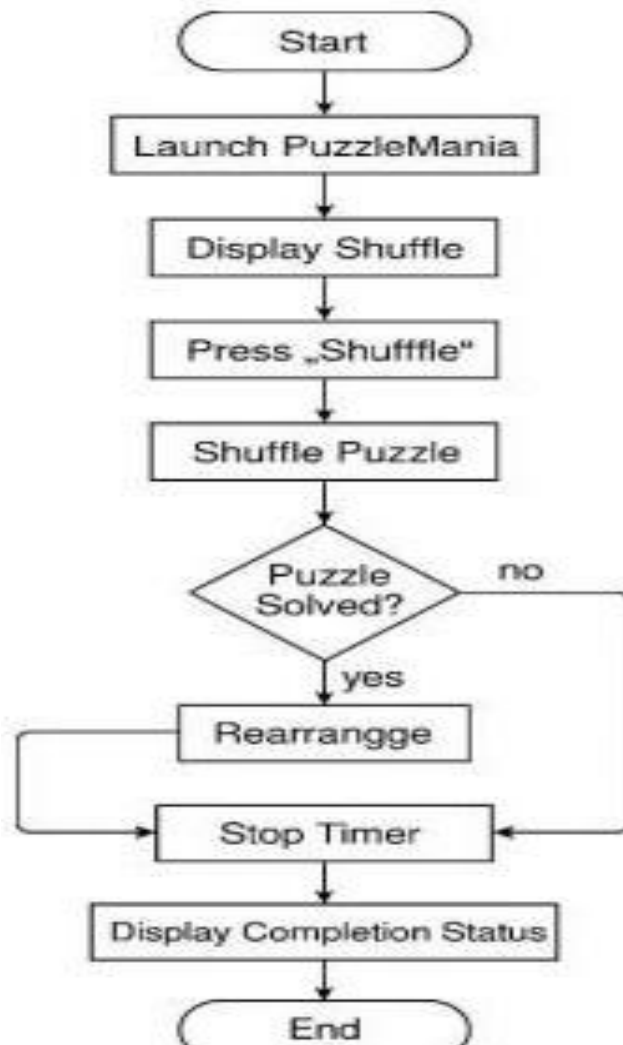 Start
Launch PuzzleMania
Display Shuffle
Press „Shufffle“
Shuffle Puzzle
Puzzle
Solved?
no
yes
Rearrangge
Stop Timer
Display Completion Status
End